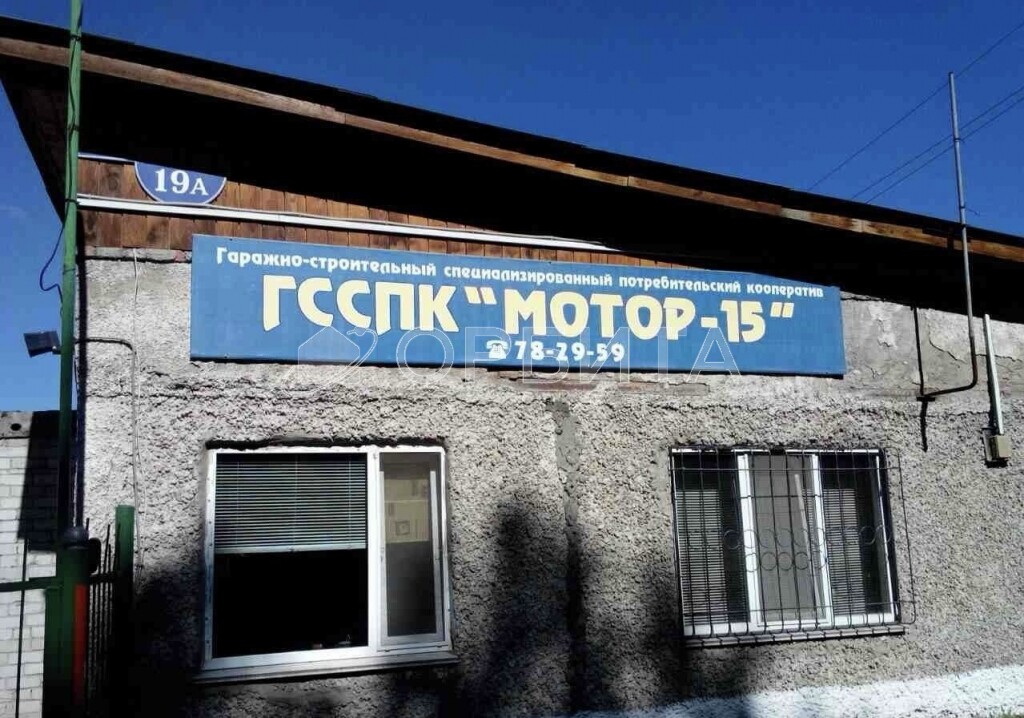 19А
Гаражно-строительный специализированный потребительский кооператив
ГССПК "МОТОР-15"
☎78-29-59
ОРБИТА